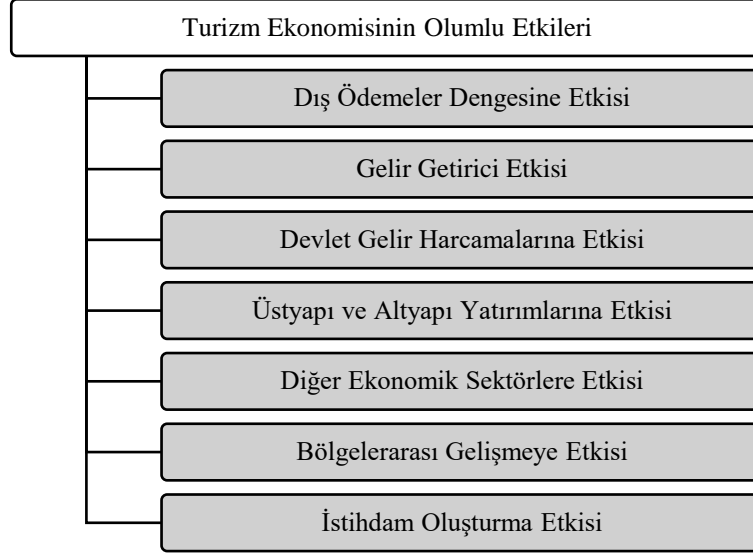 Turizm Ekonomisinin Olumlu Etkileri
Dış Ödemeler Dengesine Etkisi
Gelir Getirici Etkisi
Devlet Gelir Harcamalarına Etkisi
Üstyapı ve Altyapı Yatırımlarına Etkisi
Diğer Ekonomik Sektörlere Etkisi
Bölgelerarası Gelişmeye Etkisi
İstihdam Oluşturma Etkisi